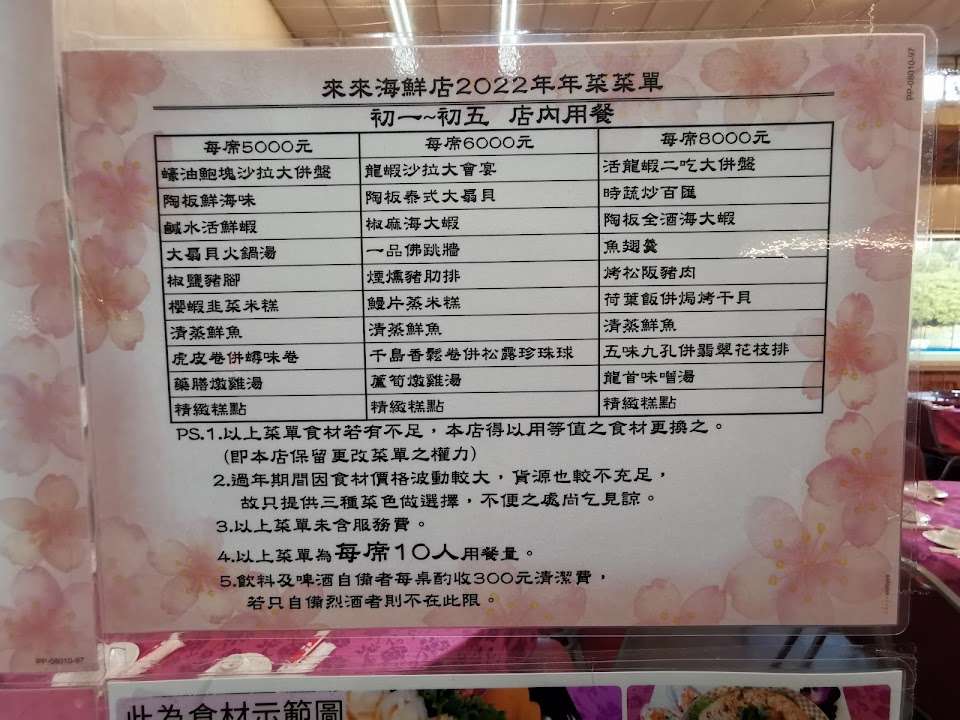 來來海鮮店2022年年菜菜單
初一~初五 店內用餐
每席5000元 每席6000元 每席8000元
蠔油鮑塊沙拉大併盤 龍蝦沙拉大會宴 活龍蝦二吃大併盤
陶板鮮海味 陶板泰式大扇貝 時蔬炒百匯
鹹水活鮮蝦 椒麻海大蝦 陶板全酒海大蝦
大扇貝火鍋湯 一品佛跳牆 魚翅羹
椒鹽豬腳 煙燻豬肋排 烤松阪豬肉
櫻蝦韭菜米糕 鰻片蒸米糕 荷葉飯併焗烤干貝
清蒸鮮魚 清蒸鮮魚 清蒸鮮魚
虎皮卷併蟳味卷 千島香鬆卷併松露珍珠球 五味九孔併翡翠花枝排
藥膳燉雞湯 蘆筍燉雞湯 龍首味噌湯
精緻糕點 精緻糕點 精緻糕點
PS.1.以上菜單食材若有不足，本店得以用等值之食材更換之。
(即本店保留更改菜單之權力)
2.過年期間因食材價格波動較大，貨源也較不充足，
故只提供三種菜色做選擇，不便之處尚乞見諒。
3.以上菜單未含服務費。
4.以上菜單為每席10人用餐量。
5.飲料及啤酒自備者每桌酌收300元清潔費，
若只自備烈酒者則不在此限。
PP-08010-97
PP-08010-97
此為食材示範圖